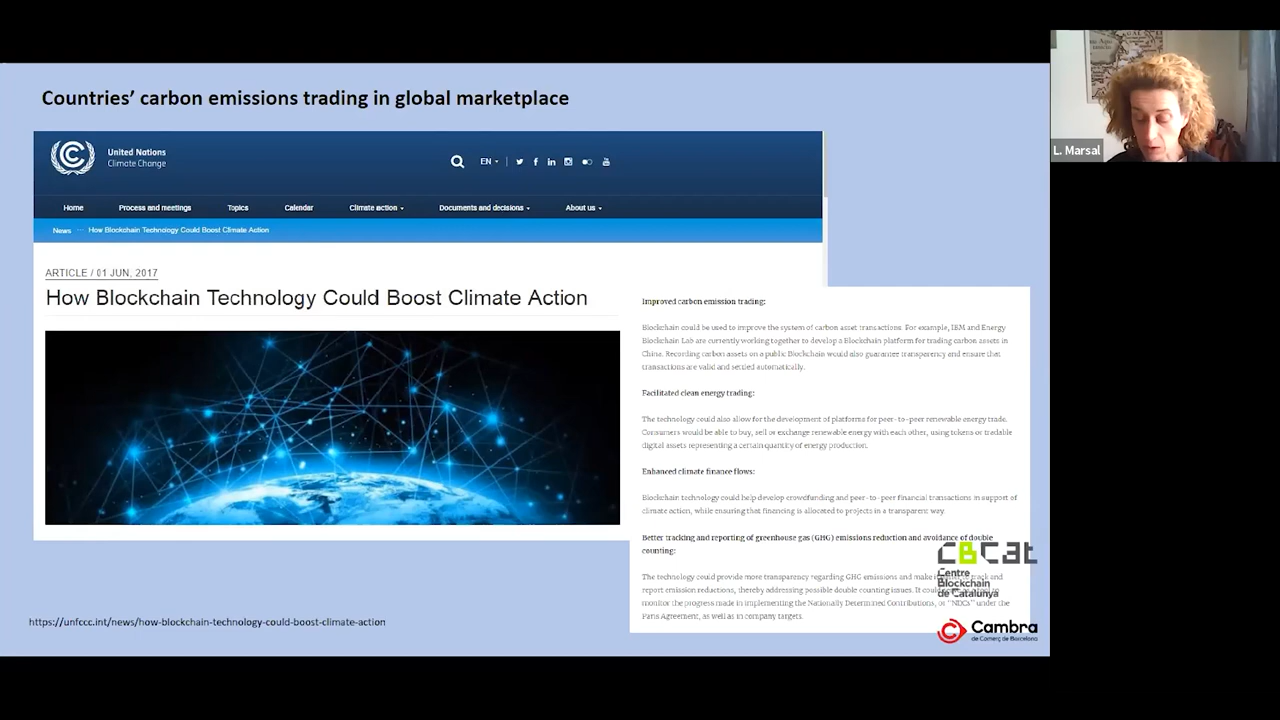 Countries' carbon emissions trading in global marketplace
United Nations
Climate Change
EN
Home Process and meetings Topics Calendar Climate action Documents and decisions About us
News How Blockchain Technology Could Boost Climate Action
ARTICLE / 01 JUN, 2017
How Blockchain Technology Could Boost Climate Action
Improved carbon emission trading:
Blockchain could be used to improve the system of carbon asset transactions. For example, IBM and Energy
Blockchain Lab are currently working together to develop a Blockchain platform for trading carbon assets in
China. Recording carbon assets on a public Blockchain would also guarantee transparency and ensure that
transactions are valid and settled automatically.
Facilitated clean energy trading:
The technology could also allow for the development of platforms for peer-to-peer renewable energy trade.
Consumers would be able to buy, sell or exchange renewable energy with each other, using tokens or tradable
digital assets representing a certain quantity of energy production.
Enhanced climate finance flows:
Blockchain technology could help develop crowdfunding and peer-to-peer financial transactions in support of
climate action, while ensuring that financing is allocated to projects in a transparent way.
Better tracking and reporting of greenhouse gas (GHG) emissions reduction and avoidance of double
counting:
The technology could provide more transparency regarding GHG emissions and make track and
report emission reductions, thereby addressing possible double counting issues. It
monitor the progress made in implementing the Nationally Determined Contributions, or "NDCs" under the
Paris Agreement, as well as in company targets.
CBCat
Centre
Blockchain
de Catalunya
Cambra
de Comerç de Barcelona
https://unfccc.int/news/how-blockchain-technology-could-boost-climate-action
L. Marsal